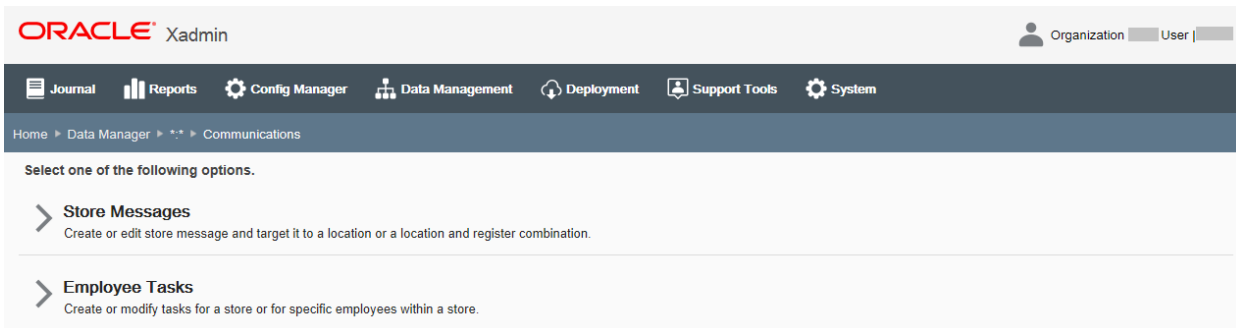 ORACLE® Xadmin
Organization User |
Journal Reports Config Manager Data Management Deployment Support Tools System
Home ▶ Data Manager ▶ *:* ▶ Communications
Select one of the following options.
Store Messages
Create or edit store message and target it to a location or a location and register combination.
Employee Tasks
Create or modify tasks for a store or for specific employees within a store.